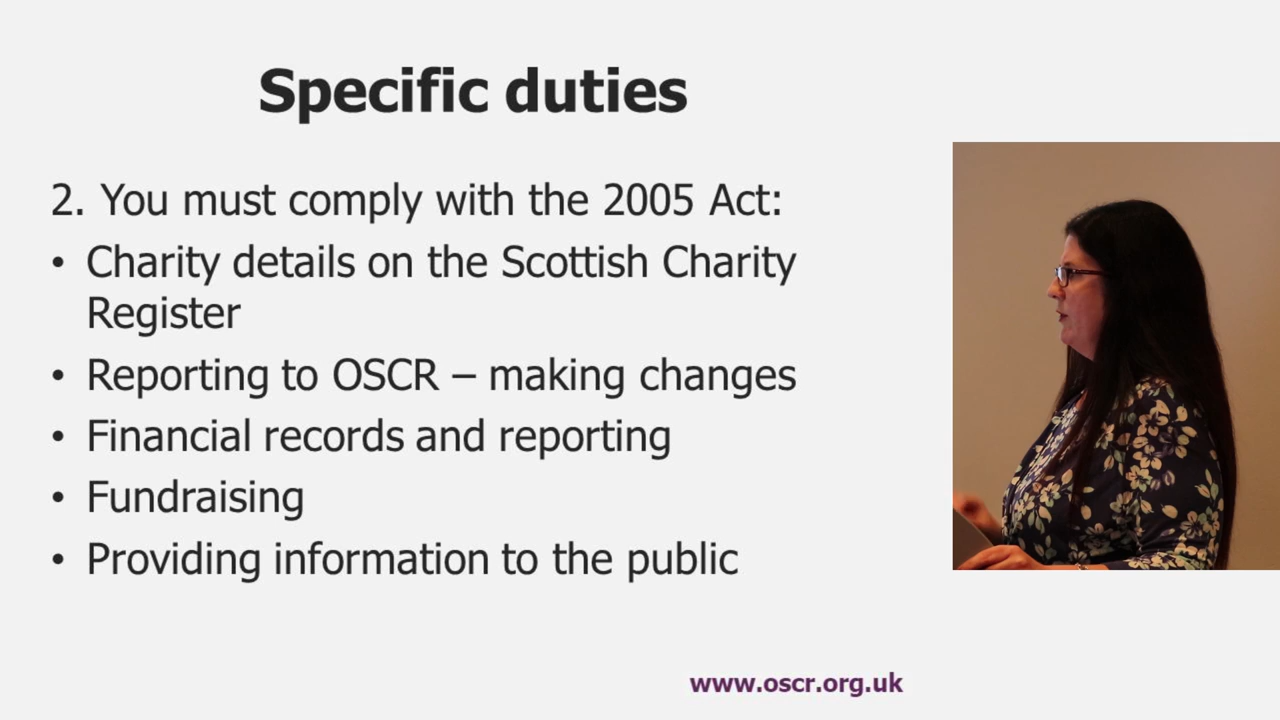 Specific duties
2. You must comply with the 2005 Act:
• Charity details on the Scottish Charity
Register
• Reporting to OSCR – making changes
• Financial records and reporting
• Fundraising
• Providing information to the public
www.oscr.org.uk